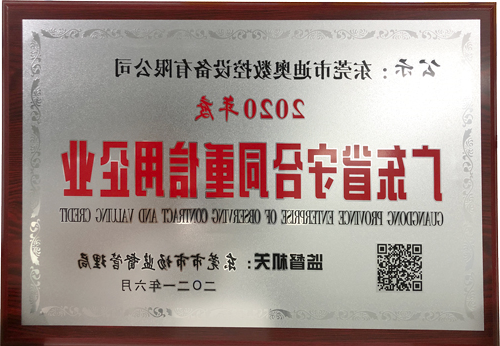 公示：东莞市迪奥数控设备有限公司
2020年度
广东省守合同重信用企业
GUANGDONG PROVINCE ENTERPRISE OF OBSERVING CONTRACT AND VALUING CREDIT
监督机关：东莞市市场监督管理局
二〇二一年六月